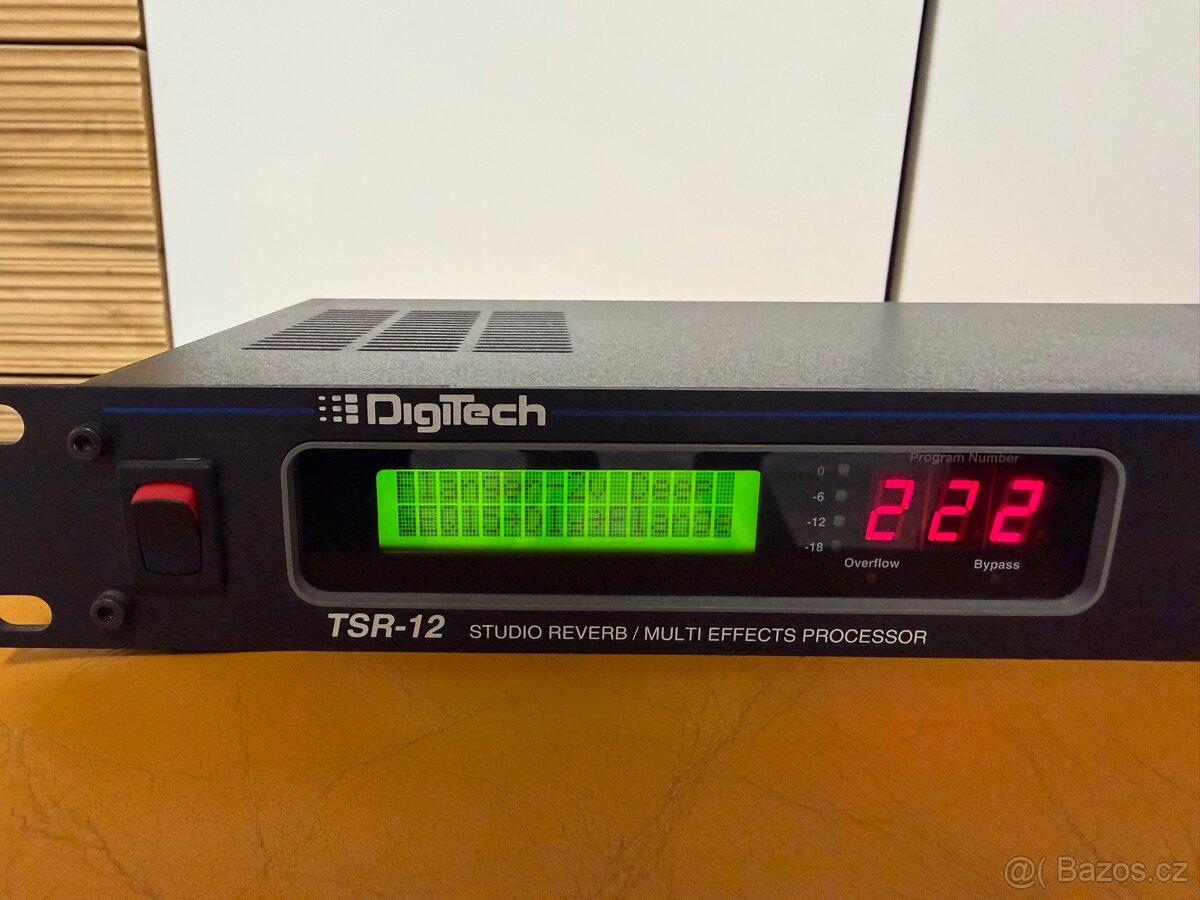 DigiTech
Program Number
0
-6
-12
-18
222
Overflow
Bypass
TSR-12
STUDIO REVERB / MULTI EFFECTS PROCESSOR
@( Bazos.cz